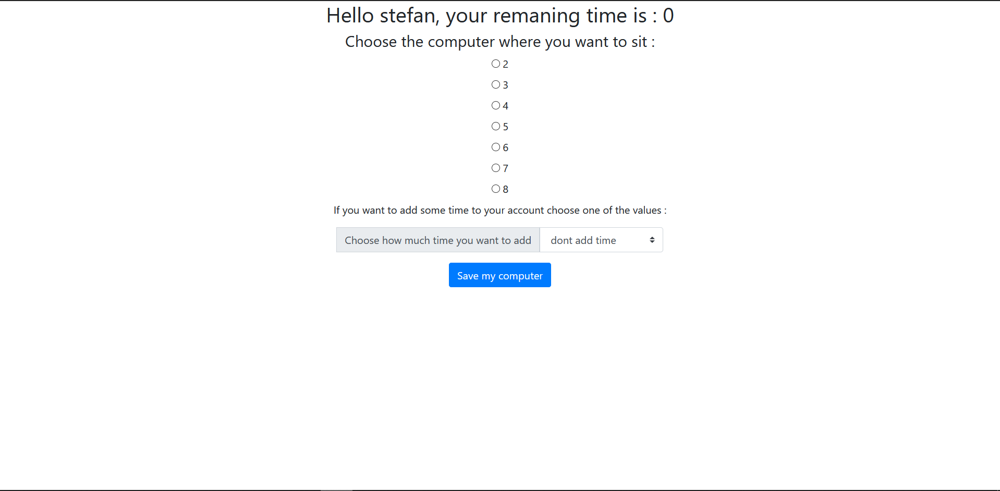 Hello stefan, your remaning time is : 0
Choose the computer where you want to sit :
2
3
4
5
6
7
8
If you want to add some time to your account choose one of the values :
Choose how much time you want to add dont add time
Save my computer